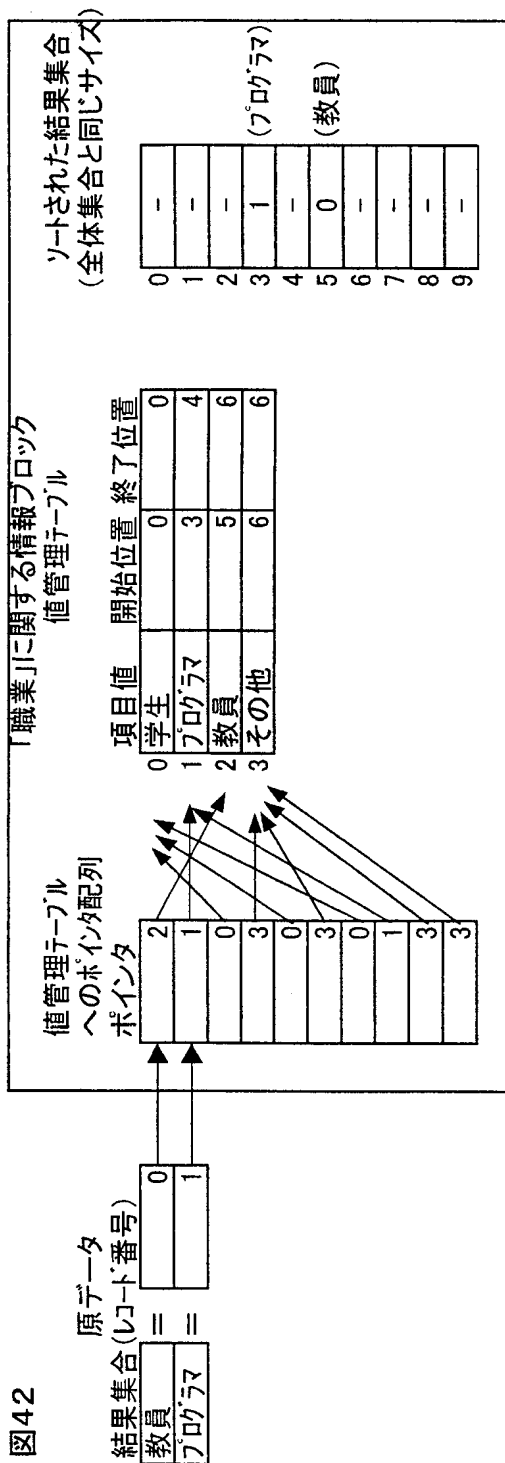 図42
「職業」に関する情報ブロック
原データ
結果集合(レコード番号)
教員 = 0
プログラマ = 1
値管理テーブル
へのポインタ配列
ポインタ
2
1
0
3
0
3
0
1
3
3
値管理テーブル
項目値 開始位置 終了位置
0 学生 0 0
1 プログラマ 3 4
2 教員 5 6
3 その他 6 6
ソートされた結果集合
(全体集合と同じサイズ)
0 -
1 -
2 -
3 1 (プログラマ)
4 -
5 0 (教員)
6 -
7 -
8 -
9 -